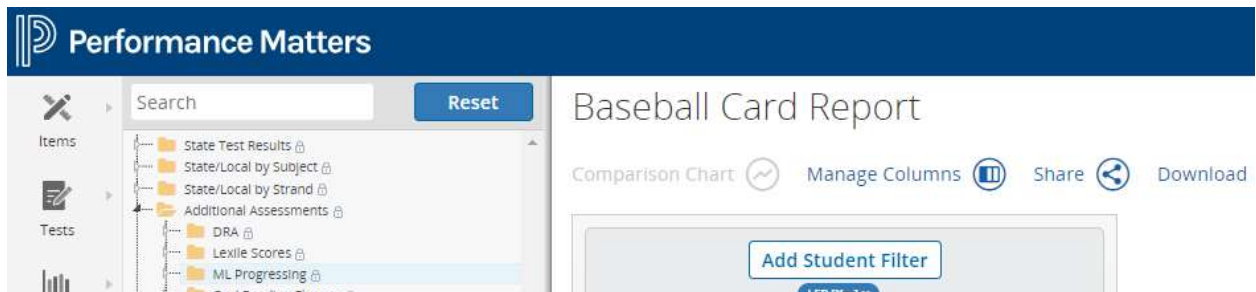 Performance Matters
Search
Reset
Items
Tests
State Test Results
State/Local by Subject
State/Local by Strand
Additional Assessments
DRA
Lexile Scores
ML Progressing
Baseball Card Report
Comparison Chart
Manage Columns
Share
Download
Add Student Filter